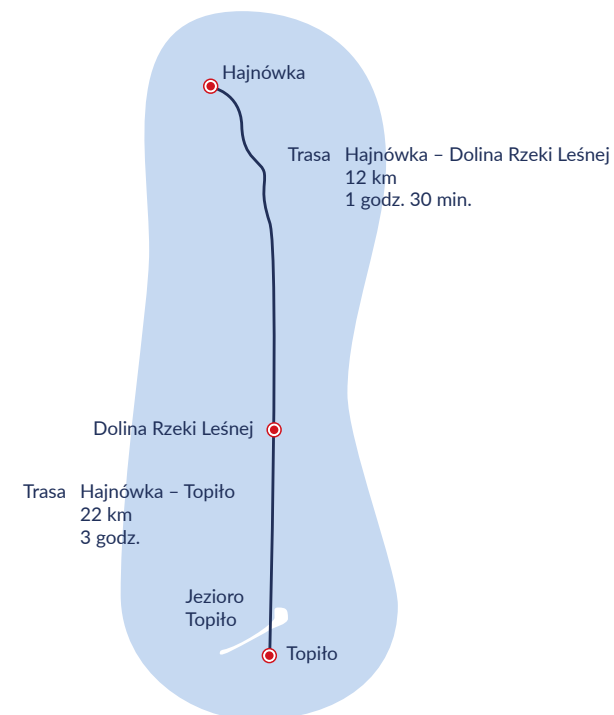 Hajnówka
Trasa Hajnówka – Dolina Rzeki Leśnej
12 km
1 godz. 30 min.
Dolina Rzeki Leśnej
Trasa Hajnówka – Topiło
22 km
3 godz.
Jezioro
Topiło
Topiło